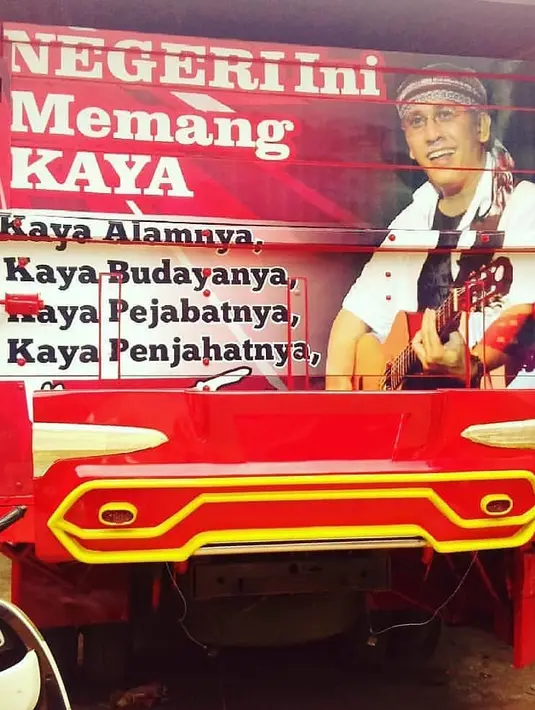 NEGERI Ini
Memang
KAYA
Kaya Alamnya,
Kaya Budayanya,
Kaya Pejabatnya,
Kaya Penjahatnya,